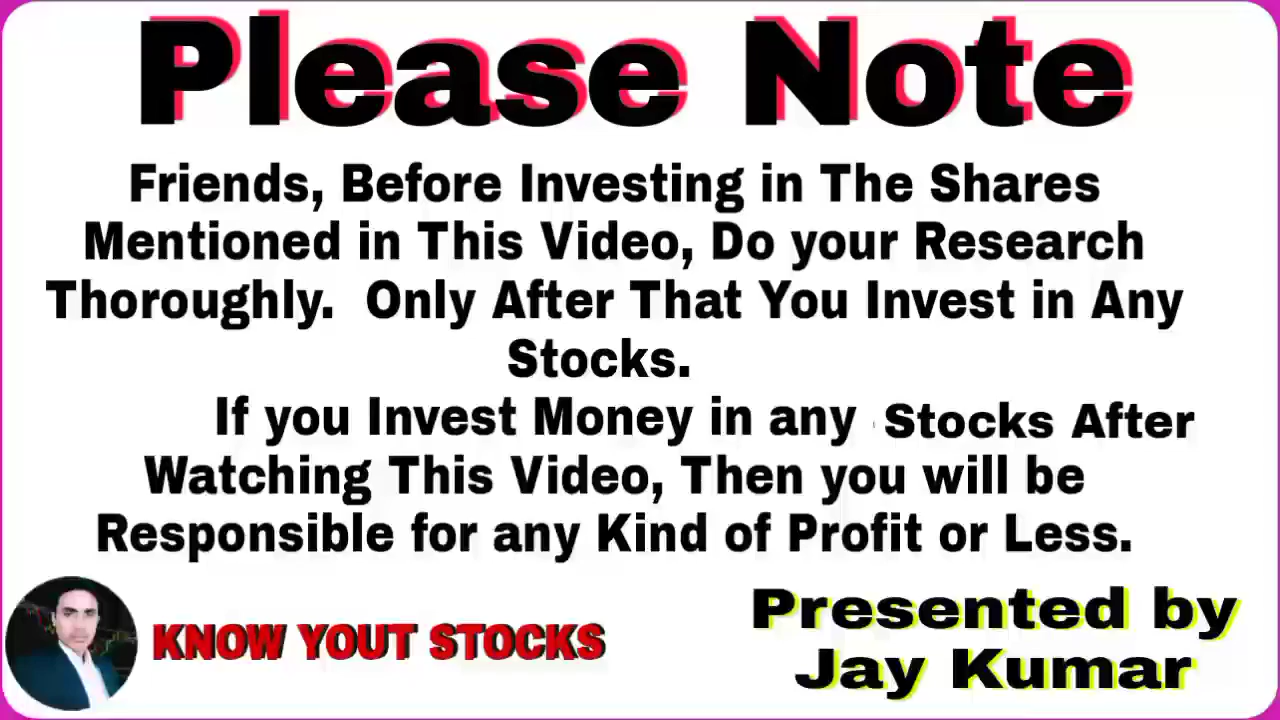 Please Note
Friends, Before Investing in The Shares
Mentioned in This Video, Do your Research
Thoroughly. Only After That You Invest in Any
Stocks.
If you Invest Money in any Stocks After
Watching This Video, Then you will be
Responsible for any Kind of Profit or Less.
KNOW YOUT STOCKS
Presented by
Jay Kumar